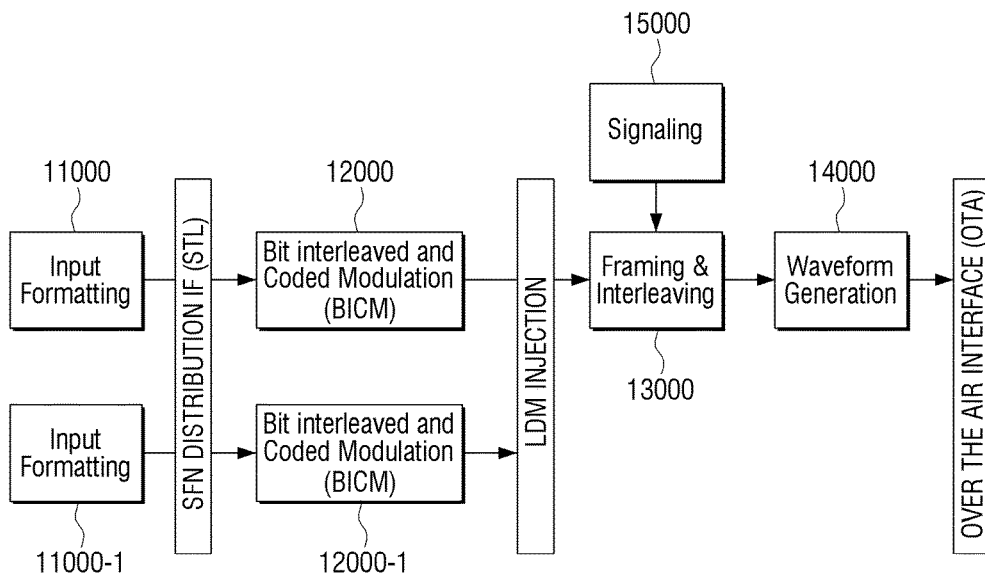 15000
Signaling
11000
12000
14000
Input
Formatting
SFN DISTRIBUTION IF (STL)
Bit interleaved and
Coded Modulation
(BICM)
LDM INJECTION
Framing &
Interleaving
Waveform
Generation
OVER THE AIR INTERFACE (OTA)
13000
Input
Formatting
Bit interleaved and
Coded Modulation
(BICM)
11000-1
12000-1